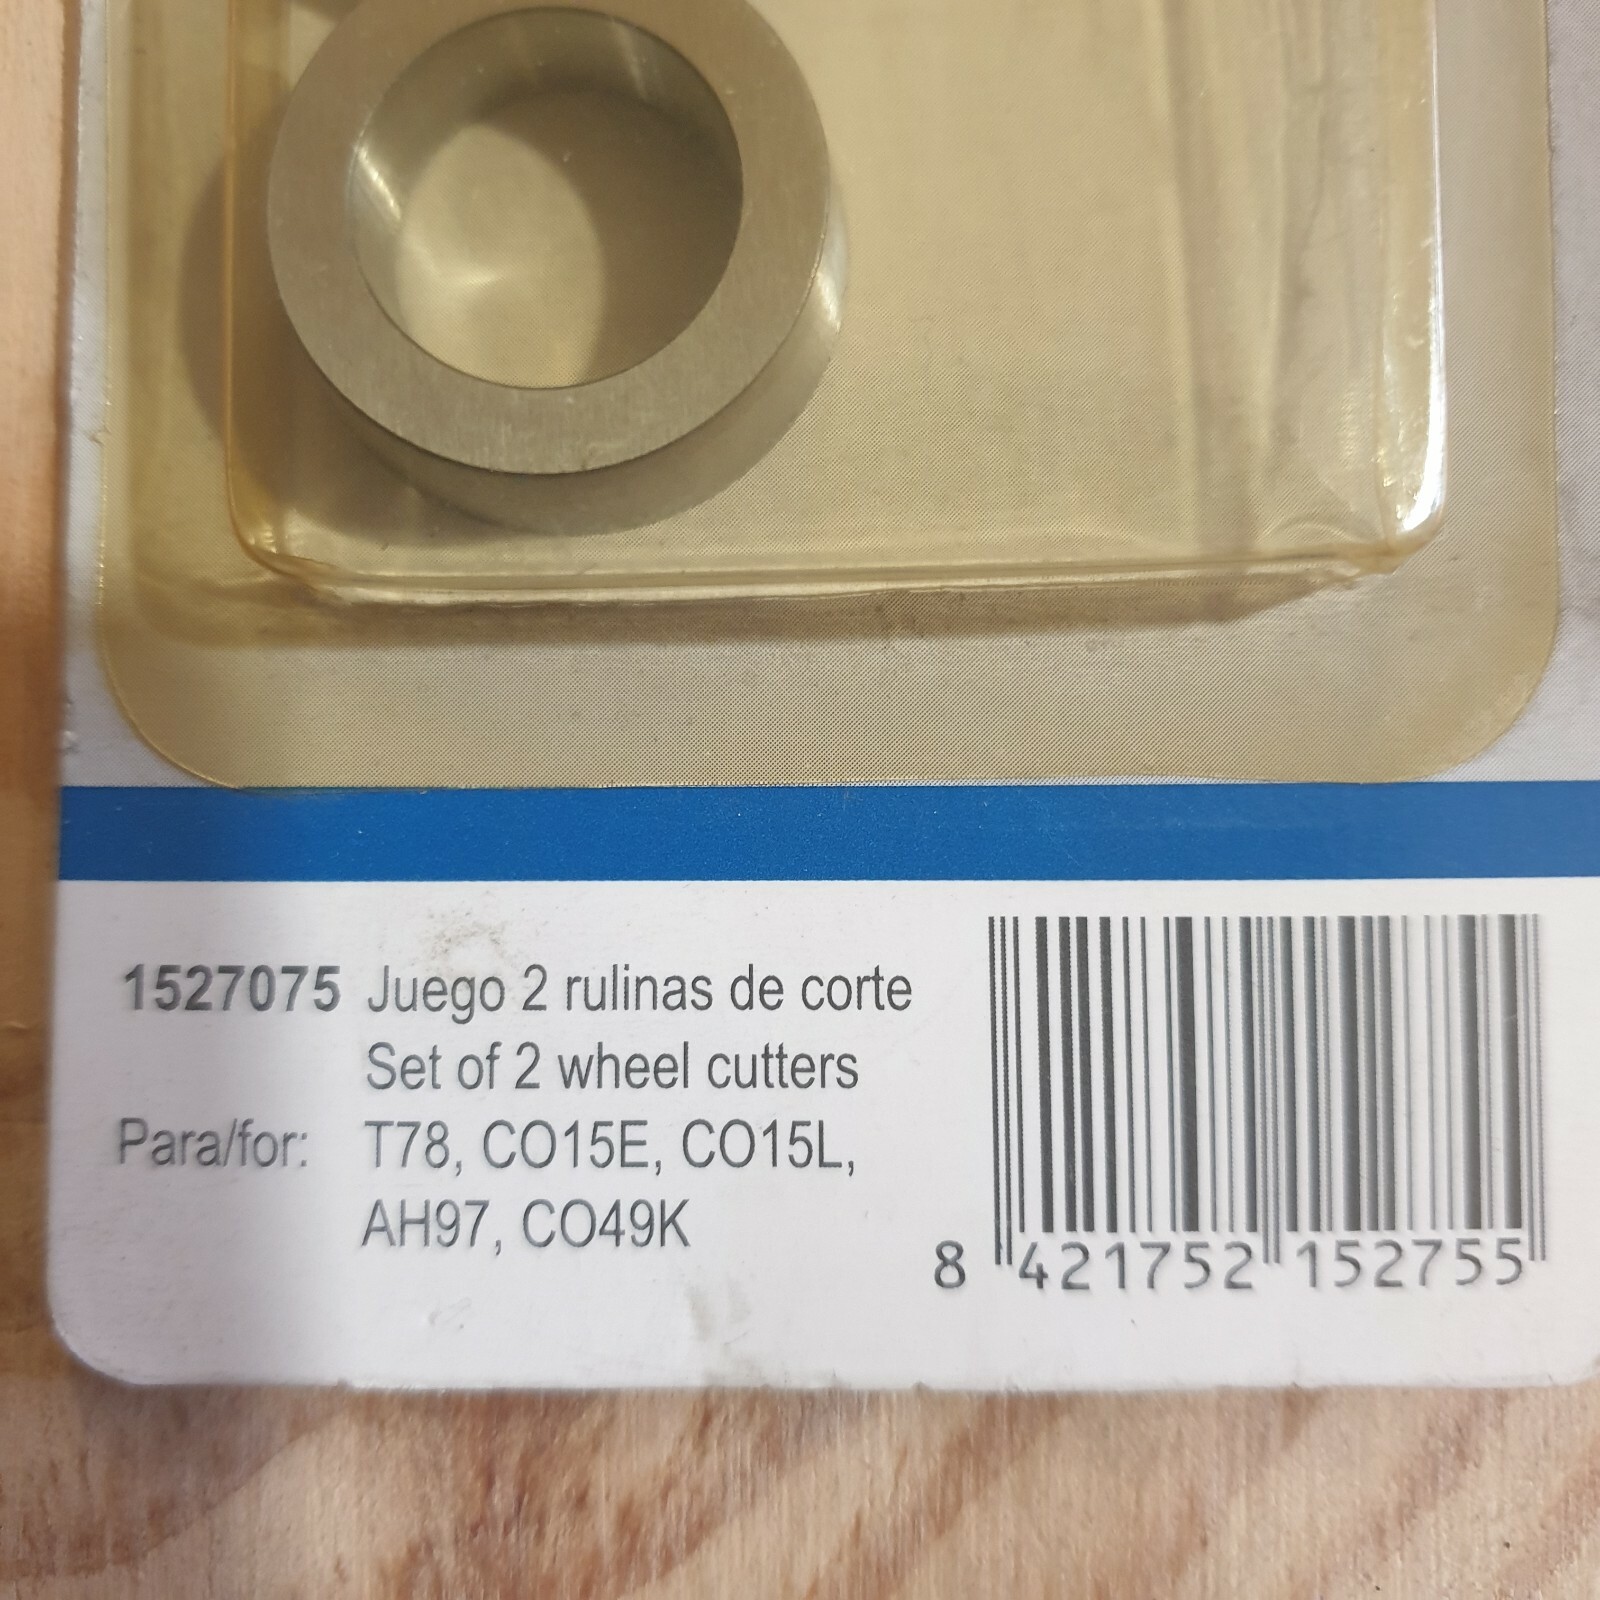 1527075 Juego 2 rulinas de corte
Set of 2 wheel cutters
Para/for: T78, CO15E, CO15L,
AH97, CO49K
8 421752 152755